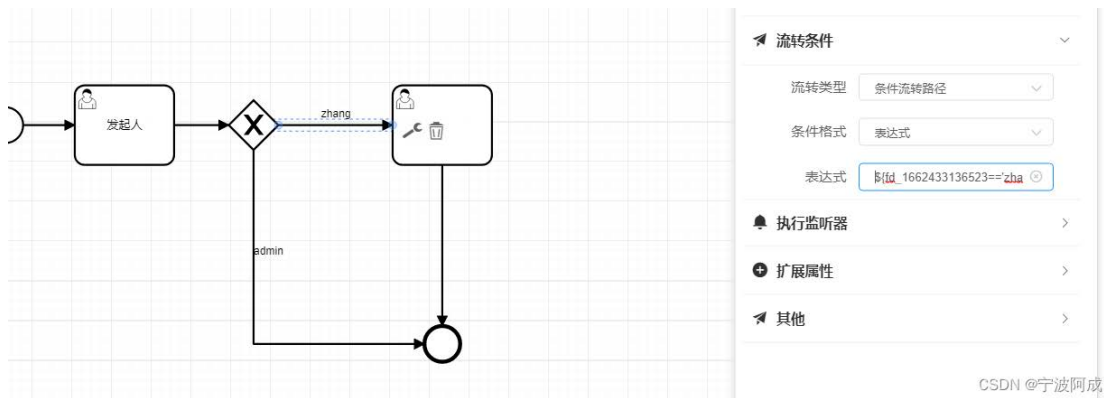 发起人
zhang
admin
流转条件
流转类型 条件流转路径
条件格式 表达式
表达式 ${fd_1662433136523=='zha
执行监听器
扩展属性
其他
CSDN @宁波阿成